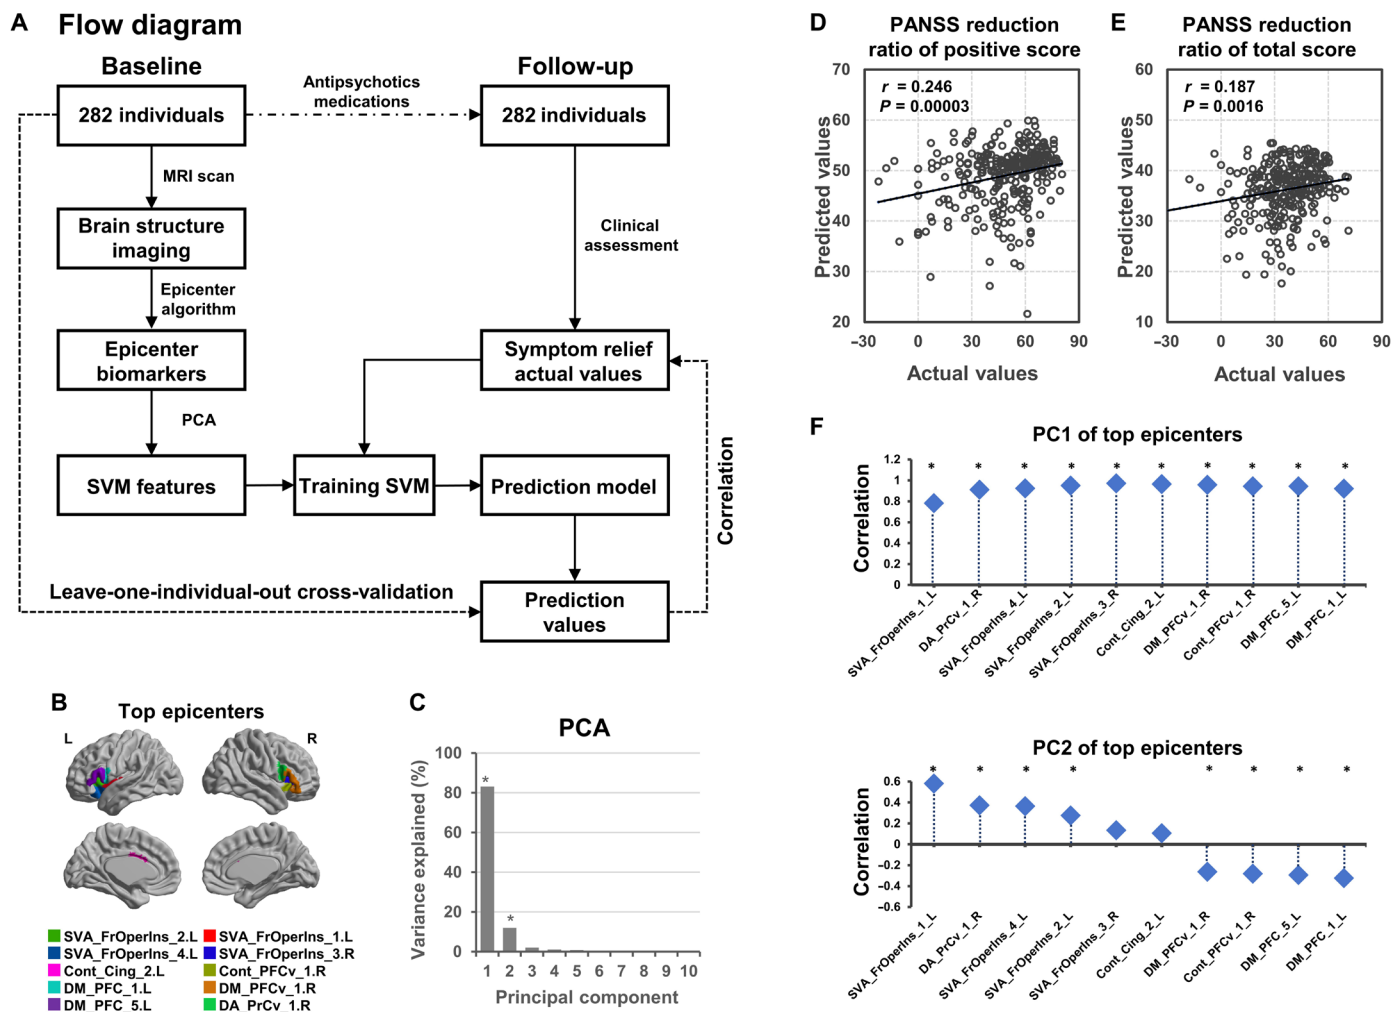 A Flow diagram
Baseline
Follow-up
282 individuals
Antipsychotics
medications
282 individuals
MRI scan
Brain structure
imaging
Clinical
assessment
Epicenter
algorithm
Epicenter
biomarkers
Symptom relief
actual values
PCA
SVM features
Training SVM
Prediction model
Correlation
Leave-one-individual-out cross-validation
Prediction
values
B
Top epicenters
L
R
SVA_FrOperIns_2.L
SVA_FrOperIns_1.L
SVA_FrOperIns_4.L
SVA_FrOperIns_3.R
Cont_Cing_2.L
Cont_PFCv_1.R
DM_PFC_1.L
DM_PFCv_1.R
DM_PFC_5.L
DA_PrCv_1.R
C
PCA
Variance explained (%)
100
80
60
40
20
0
* *
1 2 3 4 5 6 7 8 9 10
Principal component
D
PANSS reduction
ratio of positive score
r = 0.246
P = 0.00003
Predicted values
70
60
50
40
30
20
−30 0 30 60 90
Actual values
E
PANSS reduction
ratio of total score
r = 0.187
P = 0.0016
Predicted values
60
50
40
30
20
10
−30 0 30 60 90
Actual values
F
PC1 of top epicenters
Correlation
1.2
1
0.8
0.6
0.4
0.2
0
* * * * * * * * * *
SVA_FrOperIns_1_L
DA_PrCv_1_R
SVA_FrOperIns_4_L
SVA_FrOperIns_2_L
SVA_FrOperIns_3_R
Cont_Cing_2_L
DM_PFCv_1_R
Cont_PFCv_1_R
DM_PFC_5_L
DM_PFC_1_L
PC2 of top epicenters
Correlation
0.6
0.4
0.2
0
−0.2
−0.4
−0.6
* * * * * * * *
SVA_FrOperIns_1_L
DA_PrCv_1_R
SVA_FrOperIns_4_L
SVA_FrOperIns_2_L
SVA_FrOperIns_3_R
Cont_Cing_2_L
DM_PFCv_1_R
Cont_PFCv_1_R
DM_PFC_5_L
DM_PFC_1_L